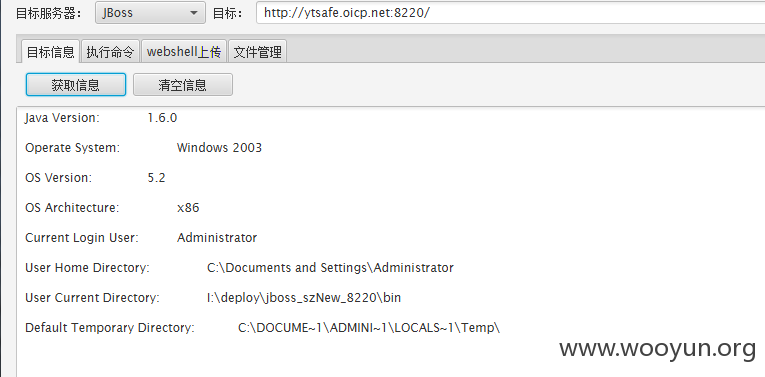 目标服务器： JBoss 目标： http://ytsafe.oicp.net:8220/
目标信息 执行命令 webshell上传 文件管理
获取信息 清空信息
Java Version: 1.6.0
Operate System: Windows 2003
OS Version: 5.2
OS Architecture: x86
Current Login User: Administrator
User Home Directory: C:\Documents and Settings\Administrator
User Current Directory: I:\deploy\jboss_szNew_8220\bin
Default Temporary Directory: C:\DOCUME~1\ADMINI~1\LOCALS~1\Temp\
www.wooyun.org